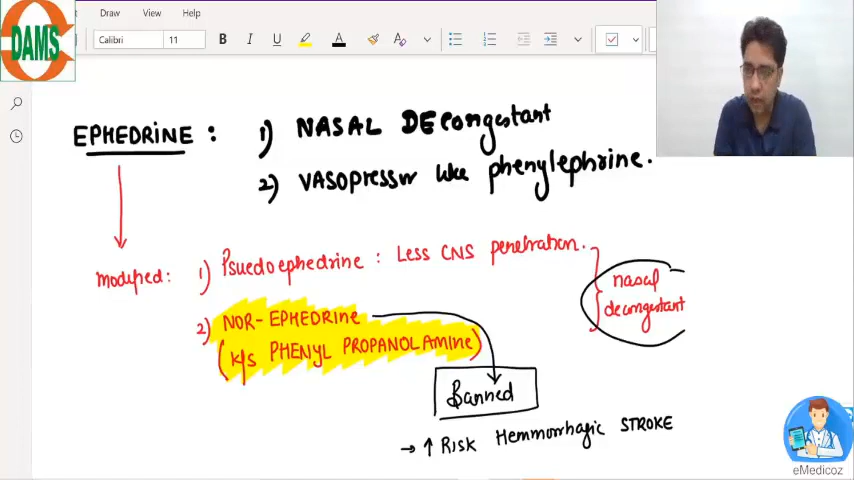 DAMS
Draw View Help
Calibri 11 B I U A A
EPHEDRINE : 1) NASAL DEcongestant
2) VASOPRESSOr like phenylephrine.
modified: 1) Psuedoephedrine : Less CNS penetration.
nasal
decongestant
2) NOR-EPHEDRINE
(k/s PHENYL PROPANOLAMINE)
Banned
→ ↑ Risk Hemmorrhagic STROKE
eMedicoz